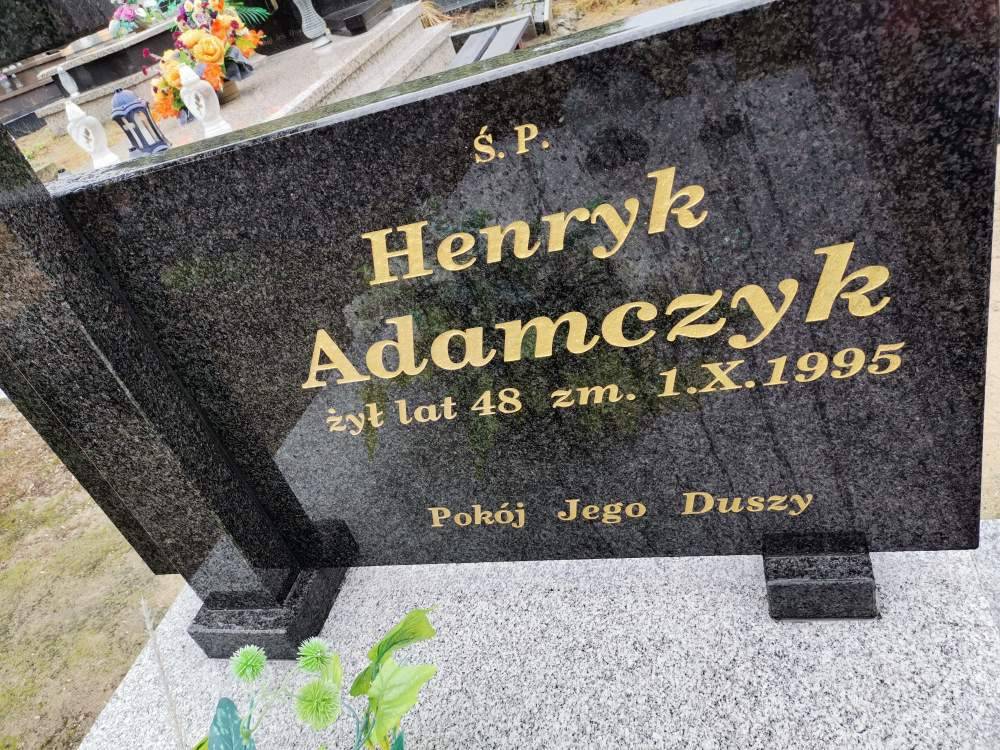 Ś. P.
Henryk
Adamczyk
żył lat 48 zm. 1.X.1995
Pokój Jego Duszy